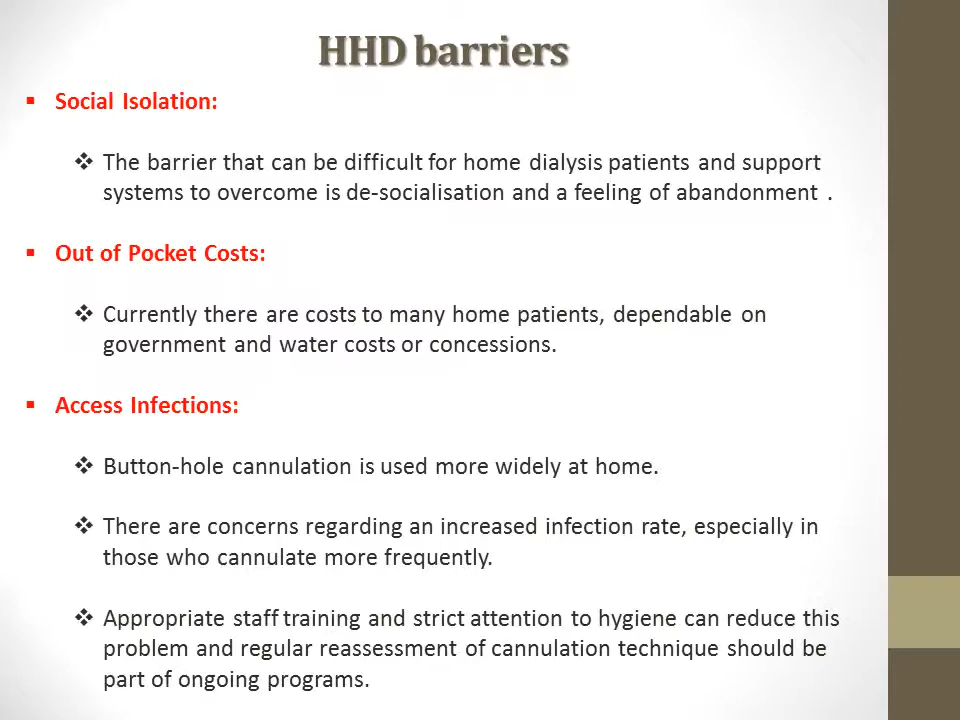 HHD barriers
▪ Social Isolation:
❖ The barrier that can be difficult for home dialysis patients and support
systems to overcome is de-socialisation and a feeling of abandonment .
▪ Out of Pocket Costs:
❖ Currently there are costs to many home patients, dependable on
government and water costs or concessions.
▪ Access Infections:
❖ Button-hole cannulation is used more widely at home.
❖ There are concerns regarding an increased infection rate, especially in
those who cannulate more frequently.
❖ Appropriate staff training and strict attention to hygiene can reduce this
problem and regular reassessment of cannulation technique should be
part of ongoing programs.